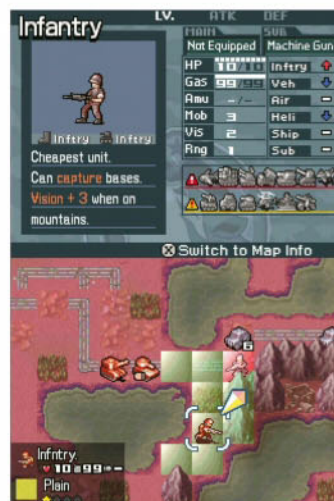 Infantry
LV. ATK DEF
MAIN SUB
Not Equipped Machine Gun
HP 10/10 Inftry
Gas 99/99 Veh
Amu -/- Air
Mob 3 Heli
Vis 2 Ship
Rng 1 Sub
Inftry Inftry
Cheapest unit.
Can capture bases.
Vision + 3 when on
mountains.
X Switch to Map Info
6
Infntry.
10 99 --
Plain